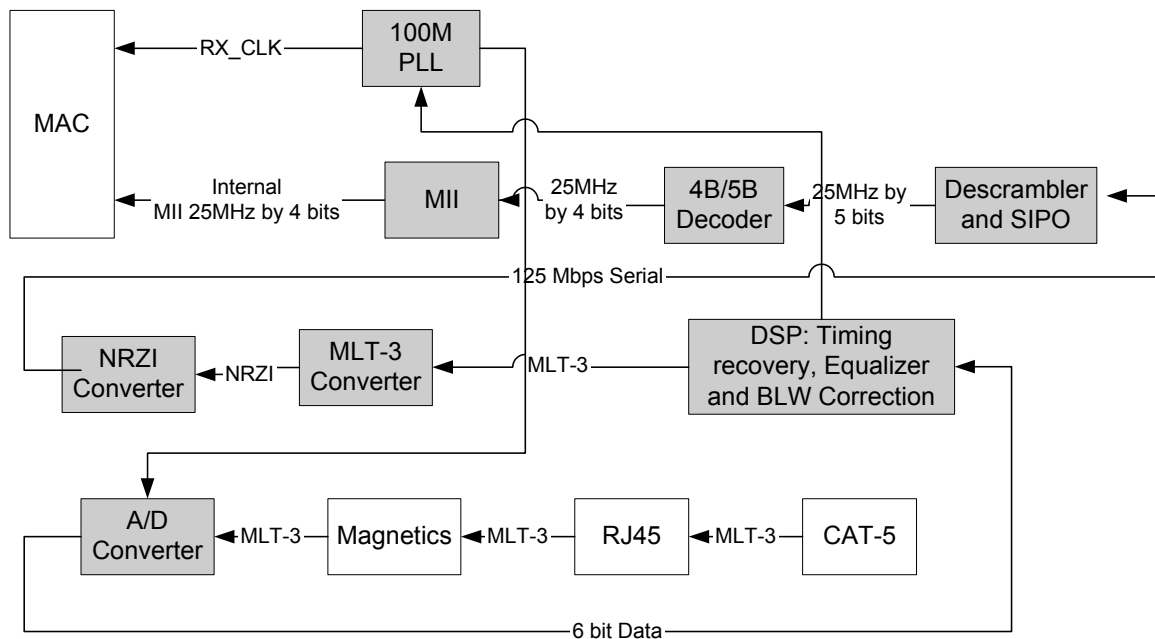 100M
PLL
RX_CLK
MAC
Internal
MII 25MHz by 4 bits
MII
25MHz
by 4 bits
4B/5B
Decoder
25MHz by
5 bits
Descrambler
and SIPO
125 Mbps Serial
NRZI
Converter
NRZI
MLT-3
Converter
MLT-3
DSP: Timing
recovery, Equalizer
and BLW Correction
A/D
Converter
MLT-3
Magnetics
MLT-3
RJ45
MLT-3
CAT-5
6 bit Data